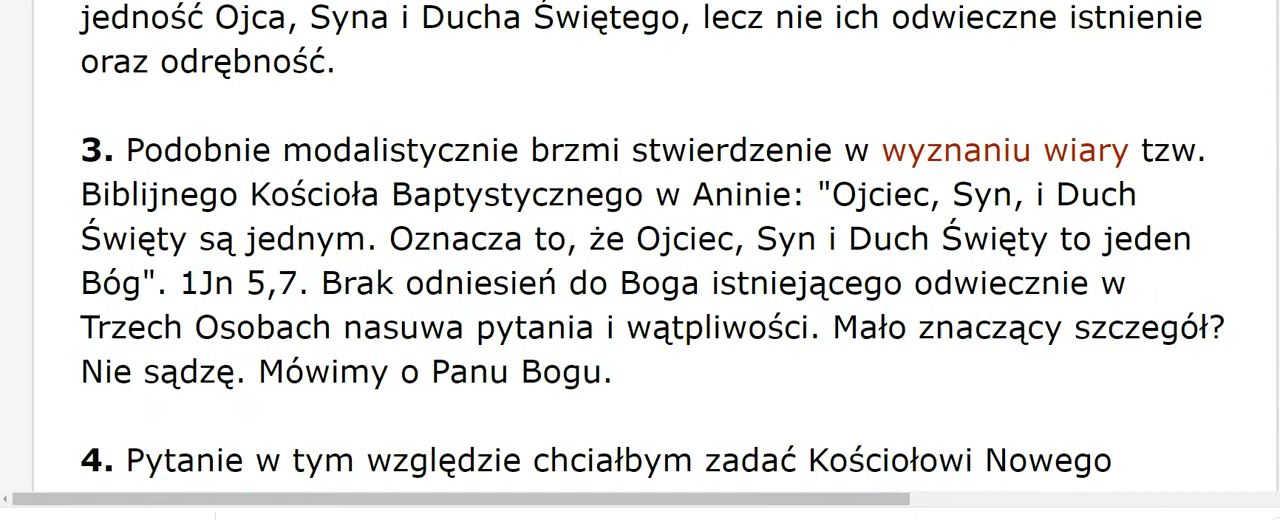 jedność Ojca, Syna i Ducha Świętego, lecz nie ich odwieczne istnienie
oraz odrębność.
3. Podobnie modalistycznie brzmi stwierdzenie w wyznaniu wiary tzw.
Biblijnego Kościoła Baptystycznego w Aninie: "Ojciec, Syn, i Duch
Święty są jednym. Oznacza to, że Ojciec, Syn i Duch Święty to jeden
Bóg". 1Jn 5,7. Brak odniesień do Boga istniejącego odwiecznie w
Trzech Osobach nasuwa pytania i wątpliwości. Mało znaczący szczegół?
Nie sądzę. Mówimy o Panu Bogu.
4. Pytanie w tym względzie chciałbym zadać Kościołowi Nowego